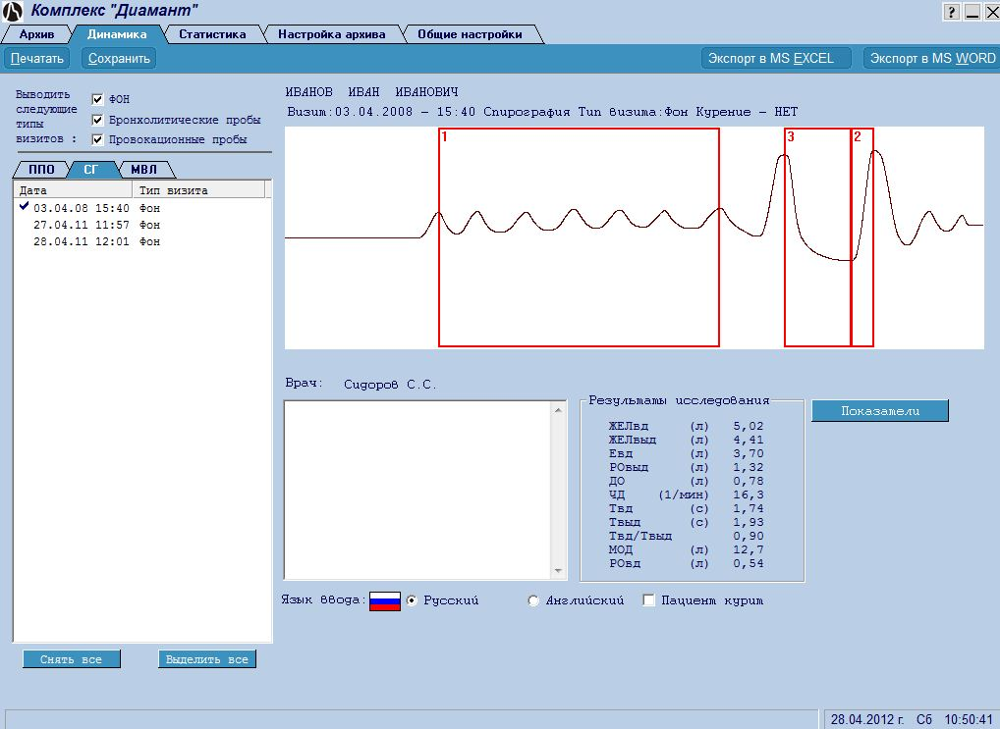 Комплекс "Диамант"
?
Архив Динамика Статистика Настройка архива Общие настройки
Печатать Сохранить Экспорт в MS EXCEL Экспорт в MS WORD
Выводить следующие типы визитов :
ФОН
Бронхолитические пробы
Провокационные пробы
ППО СГ МВЛ
Дата Тип визита
03.04.08 15:40 Фон
27.04.11 11:57 Фон
28.04.11 12:01 Фон
Снять все Выделить все
ИВАНОВ ИВАН ИВАНОВИЧ
Визит:03.04.2008 - 15:40 Спирография Тип визита:Фон Курение - НЕТ
1 3 2
Врач: Сидоров С.С.
Результаты исследования
ЖЕЛвд (л) 5,02
ЖЕЛвыд (л) 4,41
Евд (л) 3,70
РОвыд (л) 1,32
ДО (л) 0,78
ЧД (1/мин) 16,3
Твд (с) 1,74
Твыд (с) 1,93
Твд/Твыд 0,90
МОД (л) 12,7
РОвд (л) 0,54
Показатели
Язык ввода: Русский Английский Пациент курит
28.04.2012 г. Сб 10:50:41